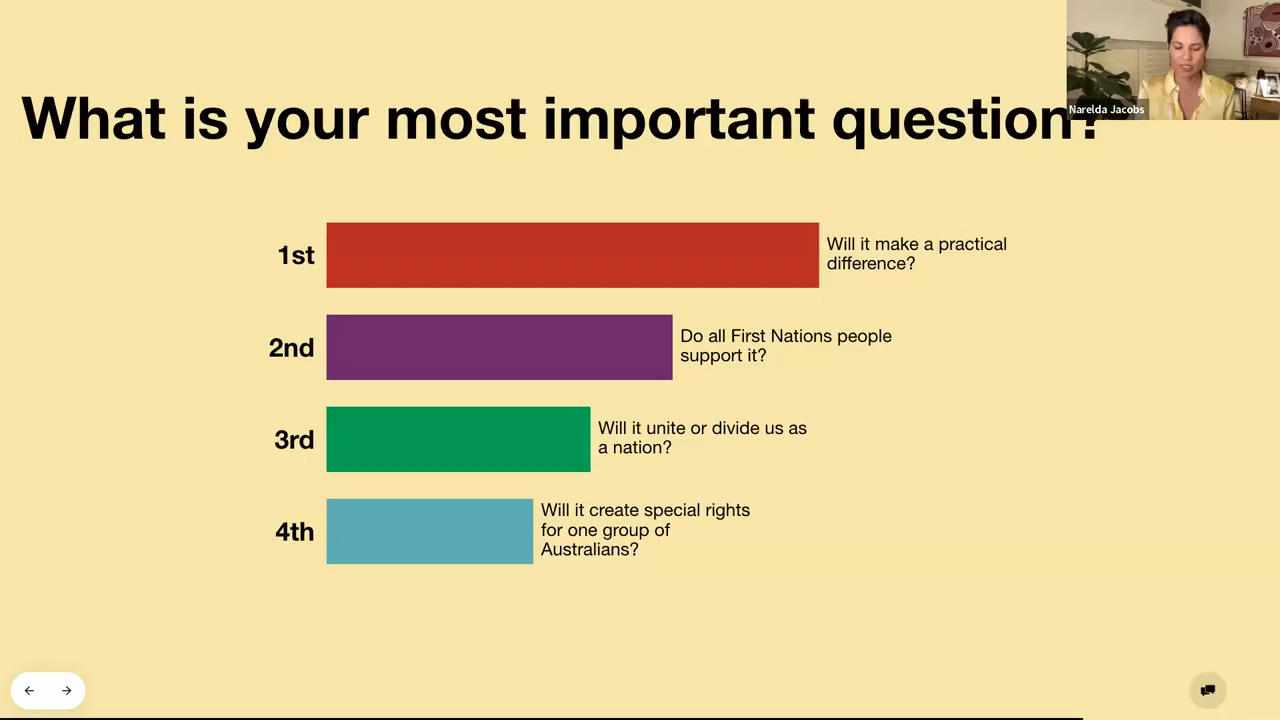 What is your most important question?
Narelda Jacobs
1st
Will it make a practical
difference?
2nd
Do all First Nations people
support it?
3rd
Will it unite or divide us as
a nation?
4th
Will it create special rights
for one group of
Australians?